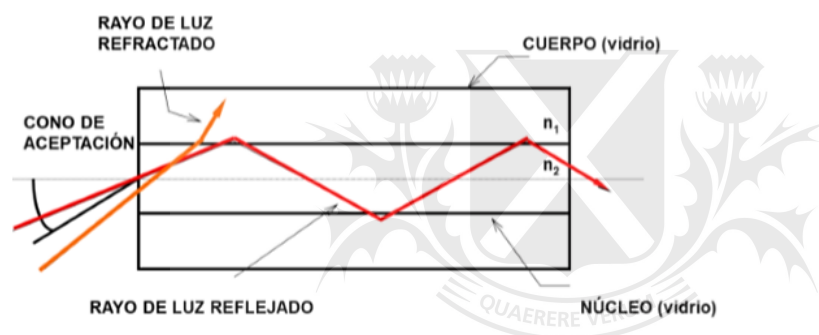 RAYO DE LUZ
REFRACTADO
CUERPO (vidrio)
CONO DE
ACEPTACIÓN
n₁
n₂
RAYO DE LUZ REFLEJADO
NÚCLEO (vidrio)
QUAERERE